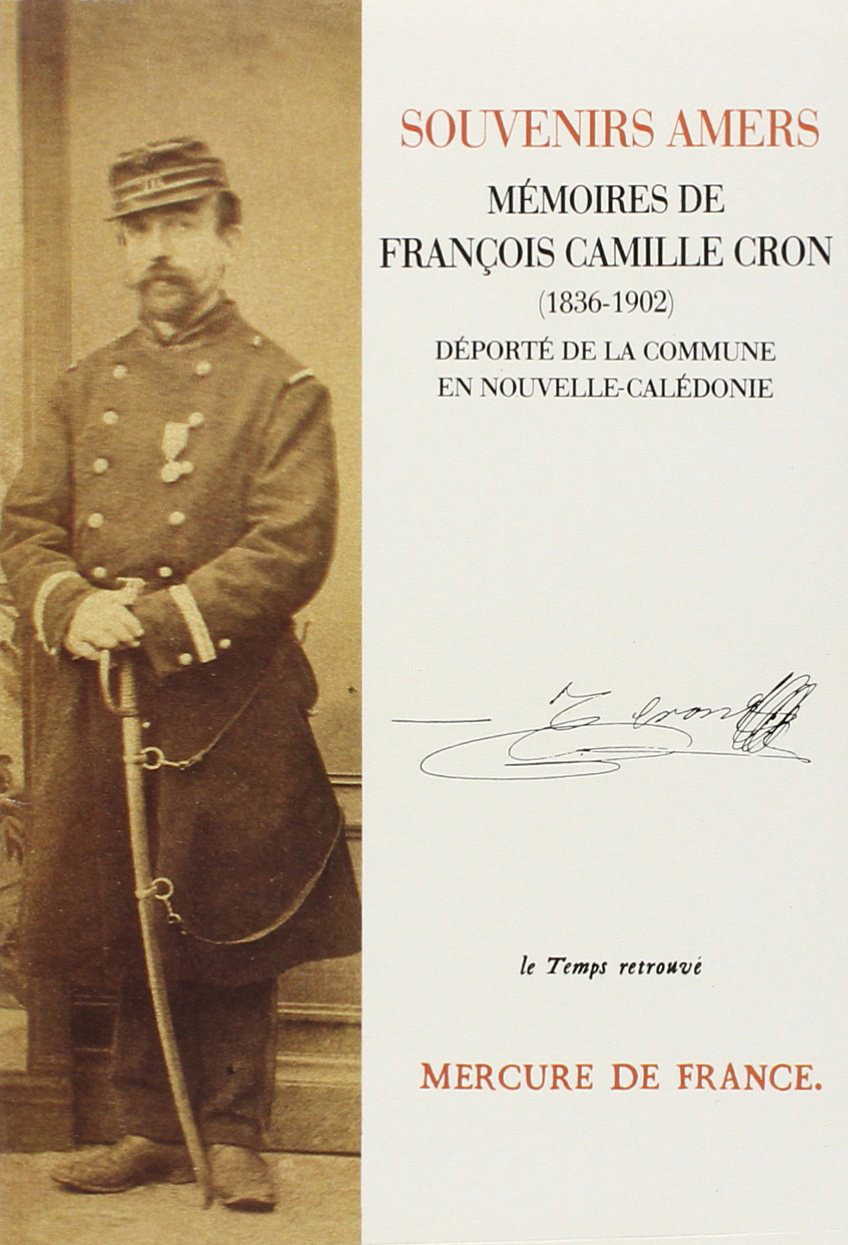 SOUVENIRS AMERS
MÉMOIRES DE
FRANÇOIS CAMILLE CRON
(1836-1902)
DÉPORTÉ DE LA COMMUNE
EN NOUVELLE-CALÉDONIE
Cron
le Temps retrouvé
MERCURE DE FRANCE.